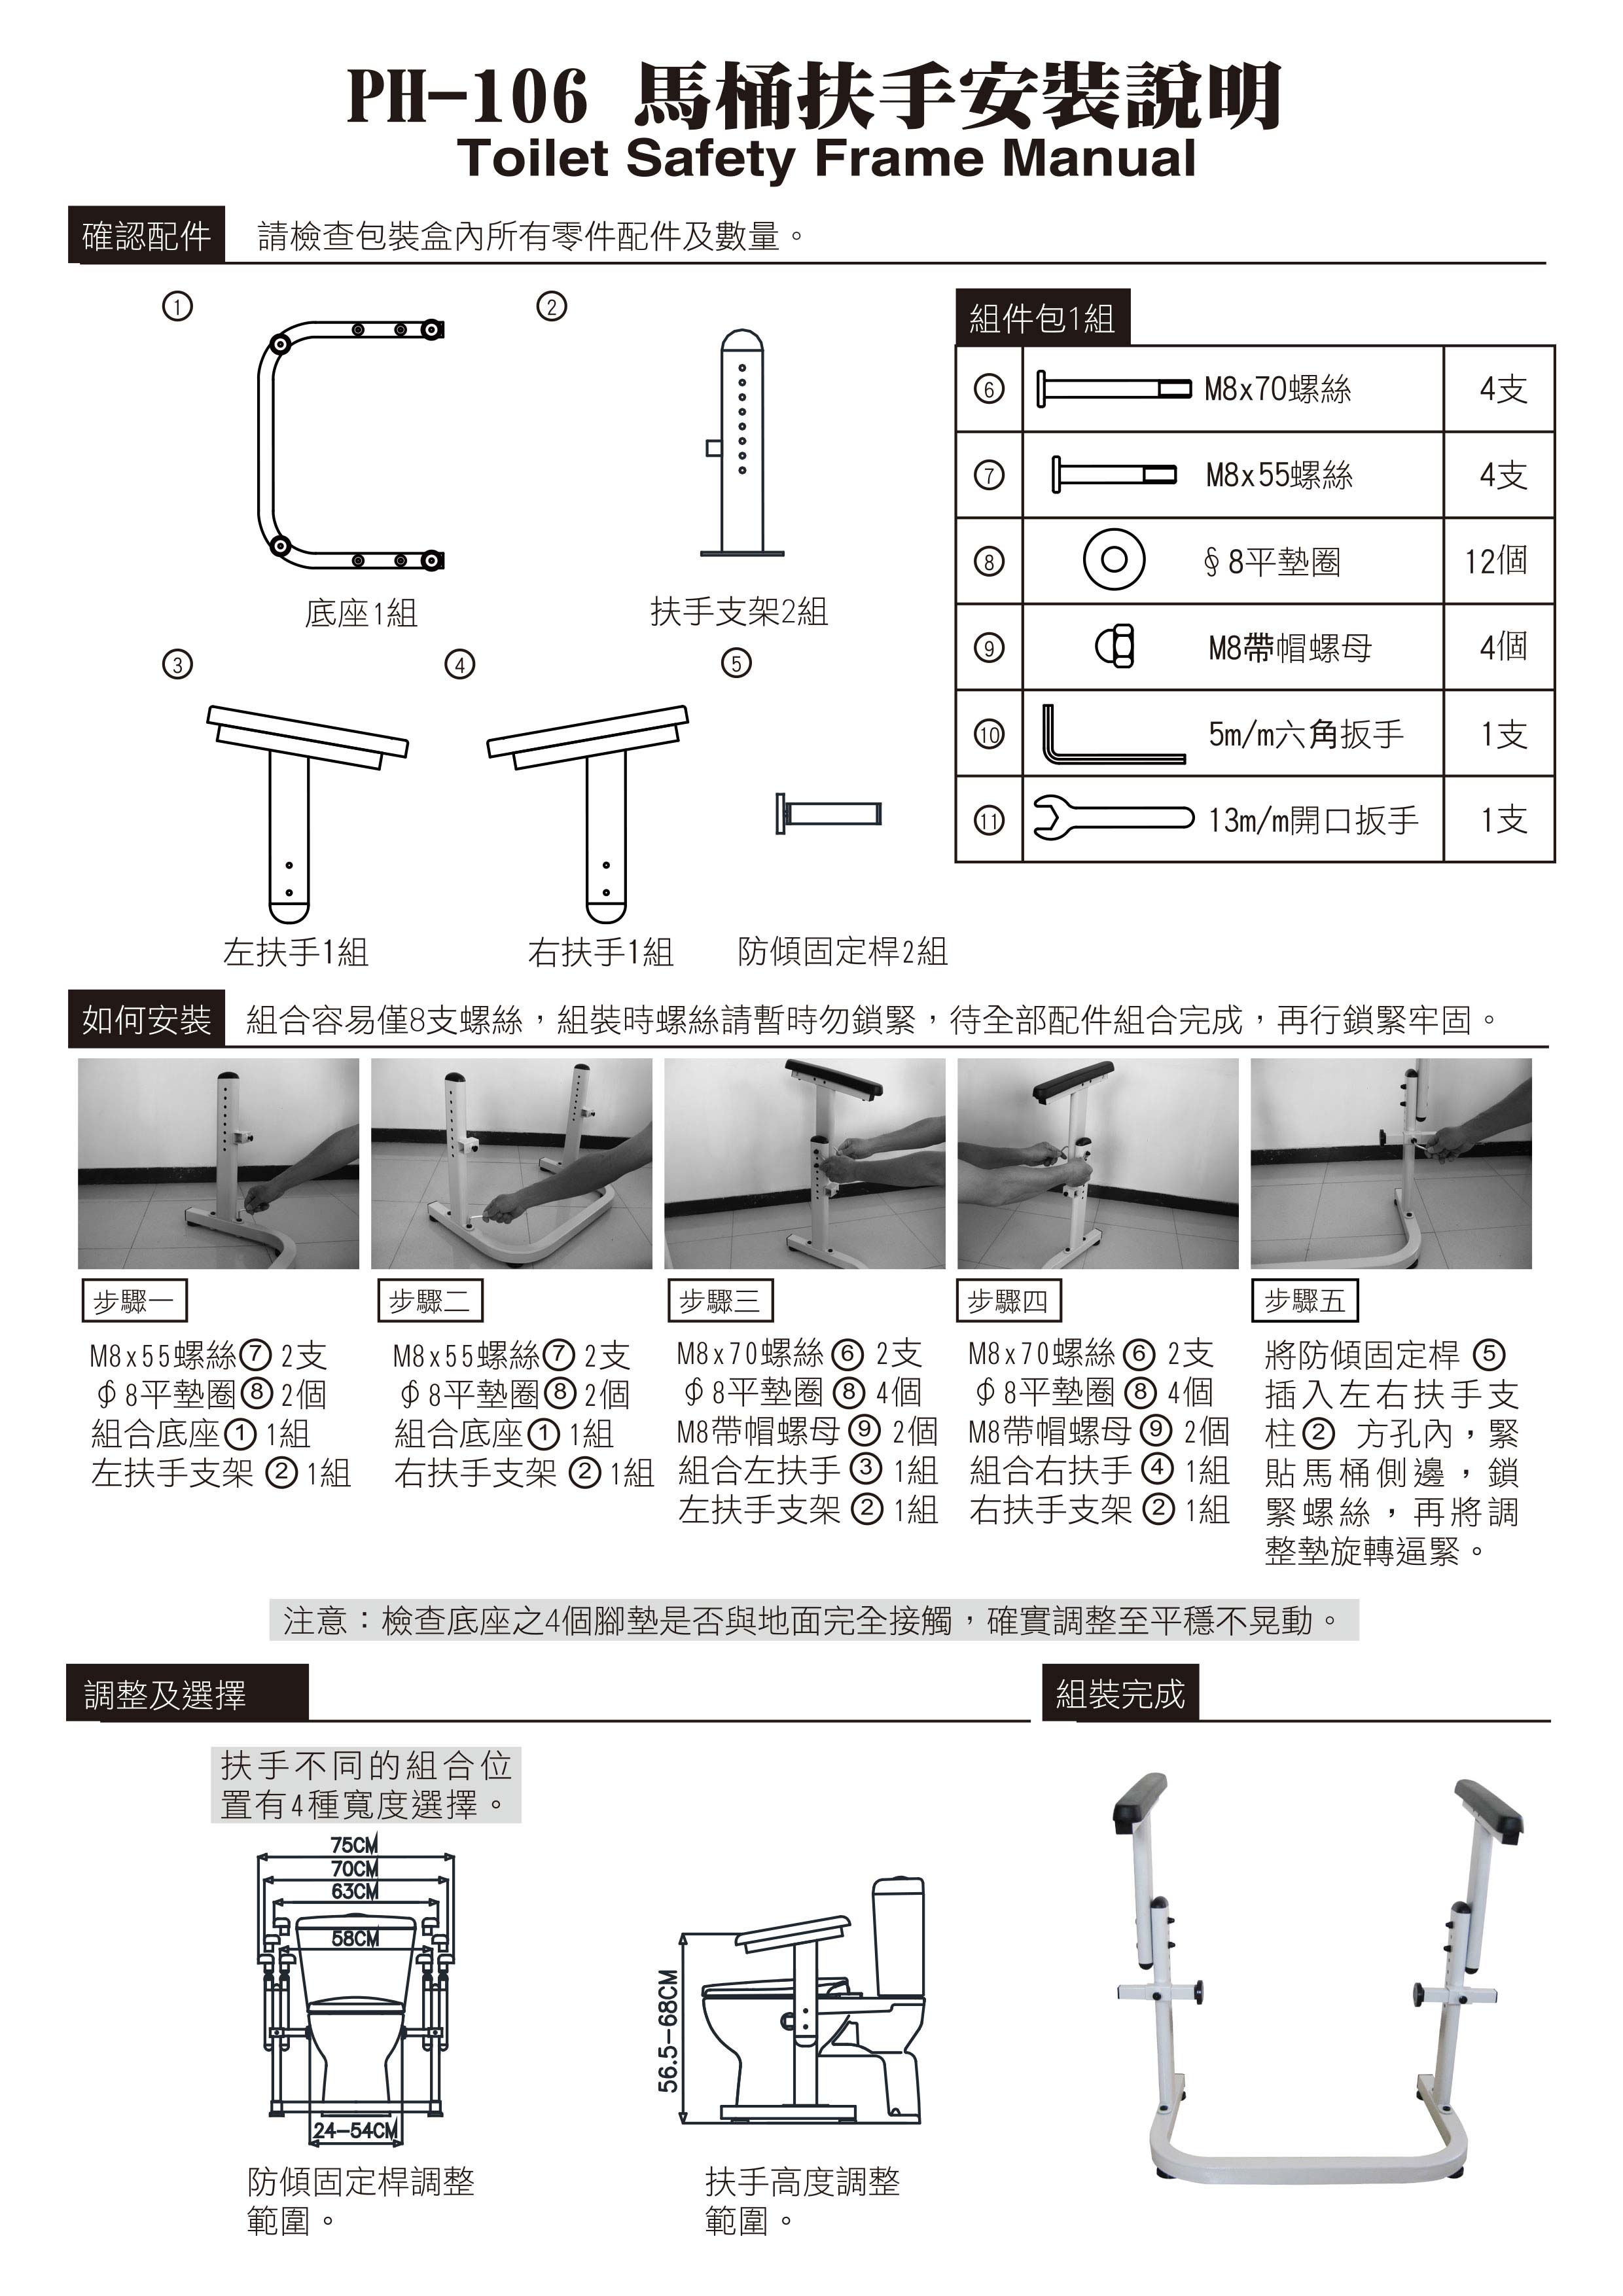 PH-106 馬桶扶手安裝說明
Toilet Safety Frame Manual
確認配件 請檢查包裝盒內所有零件配件及數量。
①
底座1組
②
扶手支架2組
③
左扶手1組
④
右扶手1組
⑤
防傾固定桿2組
組件包1組
⑥ M8x70螺絲 4支
⑦ M8x55螺絲 4支
⑧ ∮8平墊圈 12個
⑨ M8帶帽螺母 4個
⑩ 5m/m六角扳手 1支
⑪ 13m/m開口扳手 1支
如何安裝 組合容易僅8支螺絲，組裝時螺絲請暫時勿鎖緊，待全部配件組合完成，再行鎖緊牢固。
步驟一
M8x55螺絲⑦ 2支
φ8平墊圈⑧ 2個
組合底座① 1組
左扶手支架② 1組
步驟二
M8x55螺絲⑦ 2支
φ8平墊圈⑧ 2個
組合底座① 1組
右扶手支架② 1組
步驟三
M8x70螺絲⑥ 2支
φ8平墊圈⑧ 4個
M8帶帽螺母⑨ 2個
組合左扶手③ 1組
左扶手支架② 1組
步驟四
M8x70螺絲⑥ 2支
φ8平墊圈⑧ 4個
M8帶帽螺母⑨ 2個
組合右扶手④ 1組
右扶手支架② 1組
步驟五
將防傾固定桿⑤
插入左右扶手支
柱② 方孔內，緊
貼馬桶側邊，鎖
緊螺絲，再將調
整墊旋轉逼緊。
注意：檢查底座之4個腳墊是否與地面完全接觸，確實調整至平穩不晃動。
調整及選擇
扶手不同的組合位
置有4種寬度選擇。
75CM
70CM
63CM
58CM
24-54CM
防傾固定桿調整
範圍。
56.5-68CM
扶手高度調整
範圍。
組裝完成